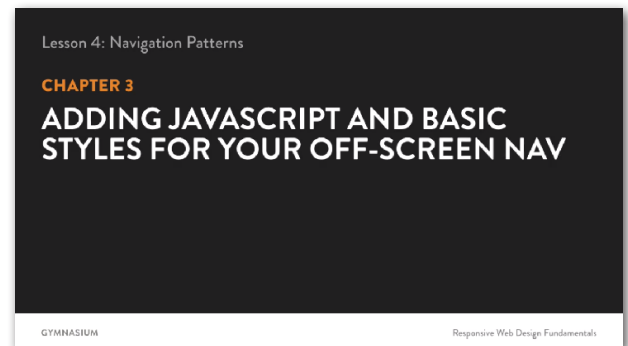 Lesson 4: Navigation Patterns
CHAPTER 3
ADDING JAVASCRIPT AND BASIC
STYLES FOR YOUR OFF-SCREEN NAV
GYMNASIUM
Responsive Web Design Fundamentals